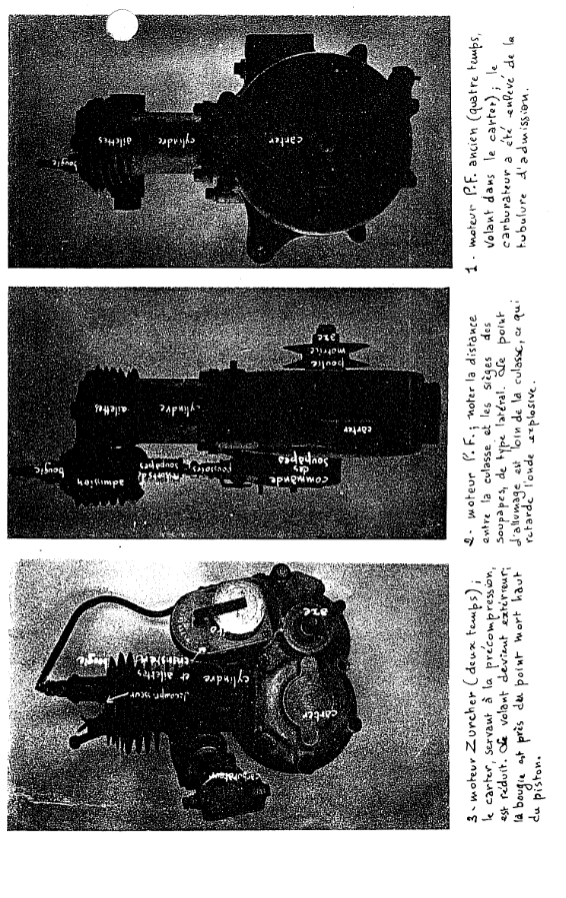 bougie
ailettes
cylindre
carter
1. moteur P.F. ancien (quatre temps,
volant dans le carter) ; le
carburateur a été enlevé de la
tubulure d'admission.
bougie
admission
ailettes
cylindre
soupapes
poussoirs
commande
des
soupapes
carter
poulie
motrice
axe
2. moteur P.F. ; noter la distance
entre la culasse et les sièges des
soupapes, de type latéral. Le point
d'allumage est loin de la culasse, ce qui
retarde l'onde explosive.
bougie
décompresseur
cylindre
et ailettes
carburateur
axe
carter
3. moteur Zurcher (deux temps) ;
le carter, servant à la précompression,
est réduit. Le volant devient extérieur;
la bougie est près du point mort haut
du piston.